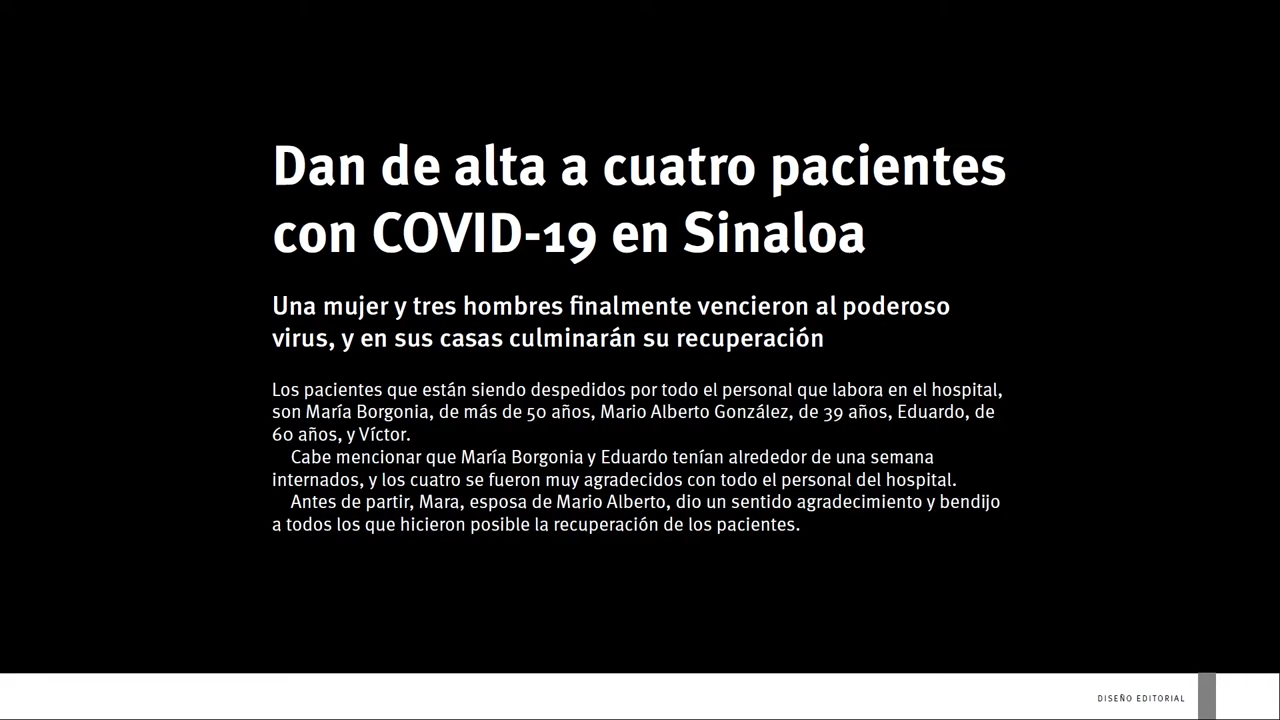 Dan de alta a cuatro pacientes
con COVID-19 en Sinaloa
Una mujer y tres hombres finalmente vencieron al poderoso
virus, y en sus casas culminarán su recuperación
Los pacientes que están siendo despedidos por todo el personal que labora en el hospital,
son María Borgonia, de más de 50 años, Mario Alberto González, de 39 años, Eduardo, de
60 años, y Víctor.
Cabe mencionar que María Borgonia y Eduardo tenían alrededor de una semana
internados, y los cuatro se fueron muy agradecidos con todo el personal del hospital.
Antes de partir, Mara, esposa de Mario Alberto, dio un sentido agradecimiento y bendijo
a todos los que hicieron posible la recuperación de los pacientes.
DISEÑO EDITORIAL